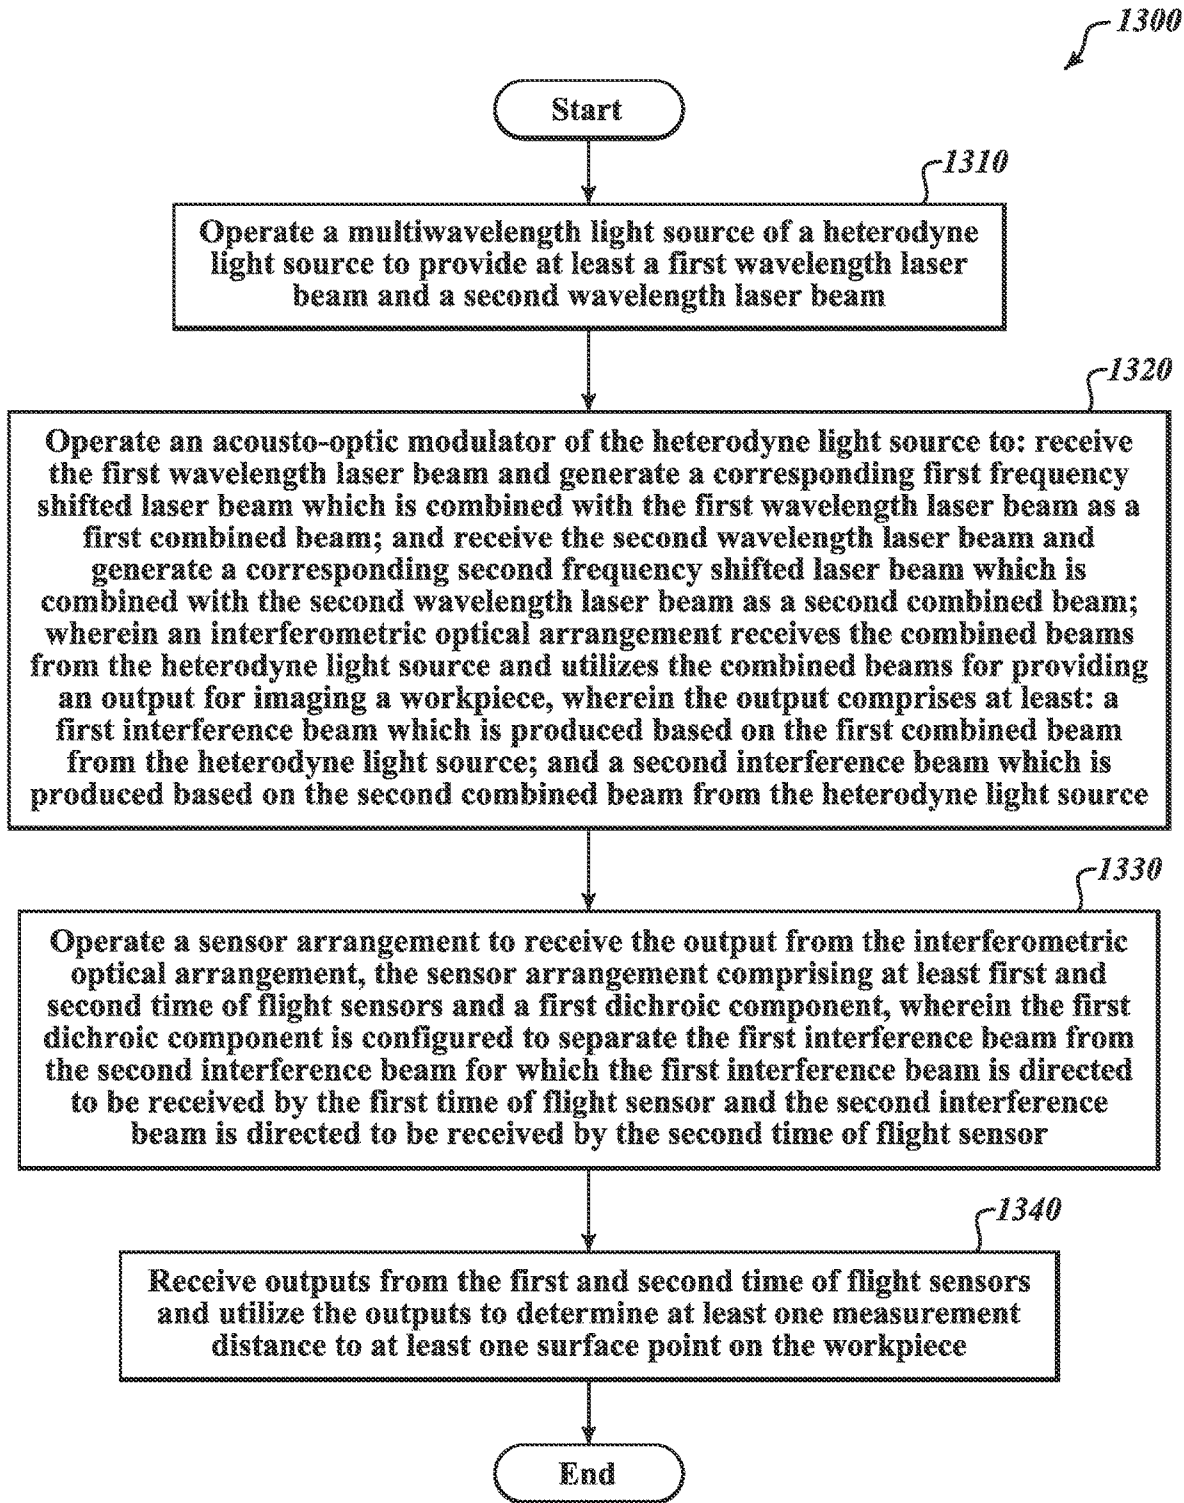 1300
Start
1310
Operate a multiwavelength light source of a heterodyne
light source to provide at least a first wavelength laser
beam and a second wavelength laser beam
1320
Operate an acousto-optic modulator of the heterodyne light source to: receive
the first wavelength laser beam and generate a corresponding first frequency
shifted laser beam which is combined with the first wavelength laser beam as a
first combined beam; and receive the second wavelength laser beam and
generate a corresponding second frequency shifted laser beam which is
combined with the second wavelength laser beam as a second combined beam;
wherein an interferometric optical arrangement receives the combined beams
from the heterodyne light source and utilizes the combined beams for providing
an output for imaging a workpiece, wherein the output comprises at least: a
first interference beam which is produced based on the first combined beam
from the heterodyne light source; and a second interference beam which is
produced based on the second combined beam from the heterodyne light source
1330
Operate a sensor arrangement to receive the output from the interferometric
optical arrangement, the sensor arrangement comprising at least first and
second time of flight sensors and a first dichroic component, wherein the first
dichroic component is configured to separate the first interference beam from
the second interference beam for which the first interference beam is directed
to be received by the first time of flight sensor and the second interference
beam is directed to be received by the second time of flight sensor
1340
Receive outputs from the first and second time of flight sensors
and utilize the outputs to determine at least one measurement
distance to at least one surface point on the workpiece
End